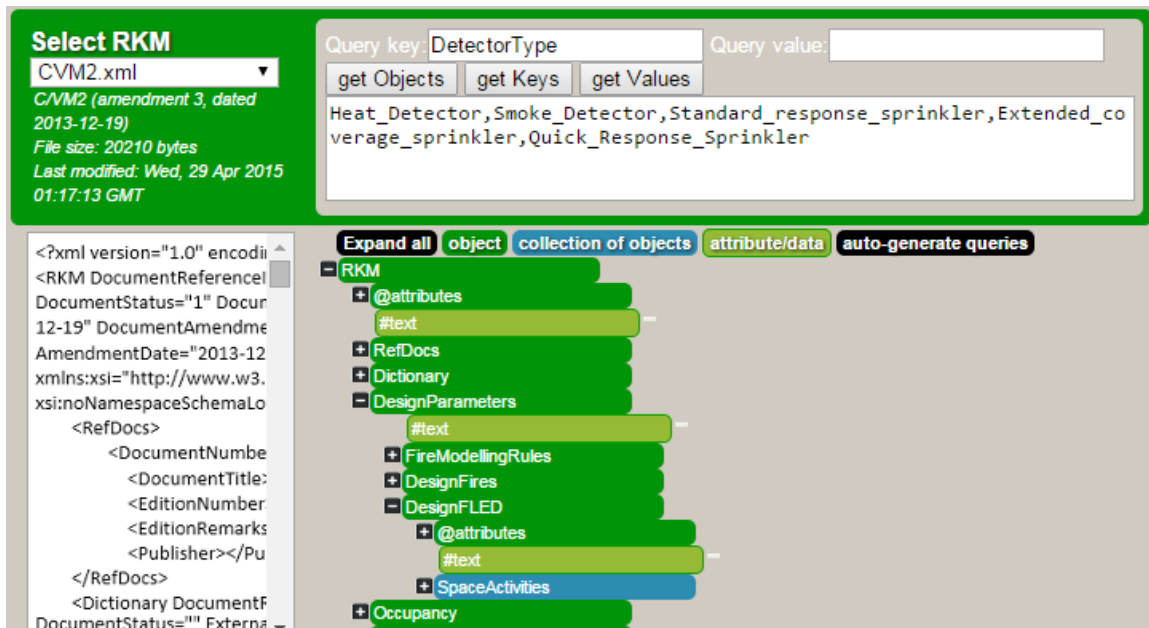 Select RKM
CVM2.xml
C/VM2 (amendment 3, dated
2013-12-19)
File size: 20210 bytes
Last modified: Wed, 29 Apr 2015
01:17:13 GMT
Query key: DetectorType Query value:
get Objects get Keys get Values
Heat_Detector,Smoke_Detector,Standard_response_sprinkler,Extended_co
verage_sprinkler,Quick_Response_Sprinkler
<?xml version="1.0" encodi
<RKM DocumentReferenceI
DocumentStatus="1" Docun
12-19" DocumentAmendme
AmendmentDate="2013-12
xmlns:xsi="http://www.w3.
xsi:noNamespaceSchemaLo
<RefDocs>
<DocumentNumbe
<DocumentTitle>
<EditionNumber
<EditionRemarks
<Publisher></Pu
</RefDocs>
<Dictionary DocumentR
DocumentStatus="" Externa
Expand all object collection of objects attribute/data auto-generate queries
RKM
@attributes
#text
RefDocs
Dictionary
DesignParameters
#text
FireModellingRules
DesignFires
DesignFLED
@attributes
#text
SpaceActivities
Occupancy